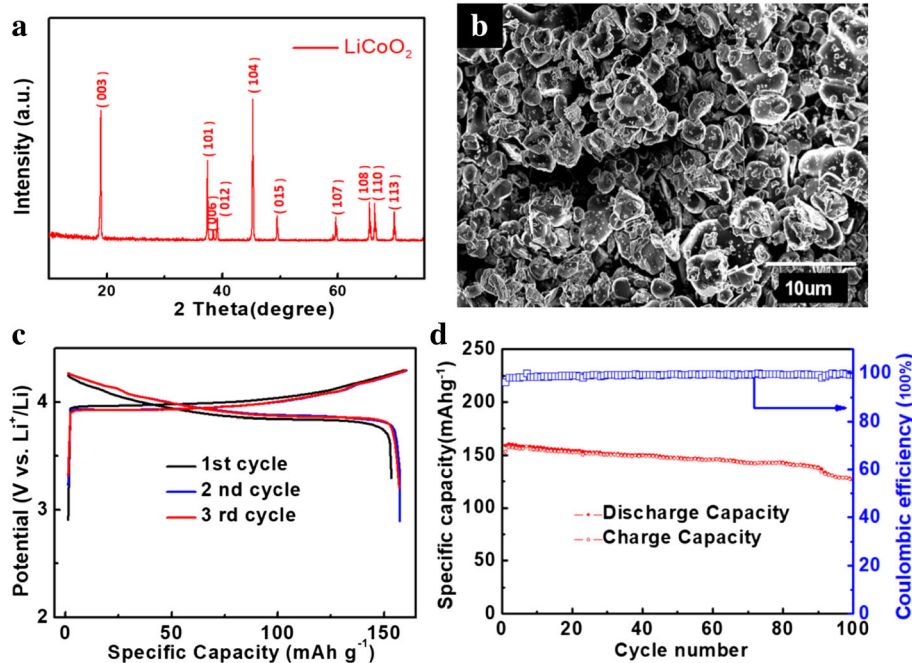 a
LiCoO2
( 003 )
( 101 )
(006)
( 012 )
( 104 )
( 015 )
( 107 )
( 108 )
( 110 )
( 113 )
Intensity (a.u.)
20
40
60
2 Theta(degree)
b
10um
c
4
3
2
Potential (V vs. Li+/Li)
1st cycle
2 nd cycle
3 rd cycle
0
50
100
150
Specific Capacity (mAh g-1)
d
250
200
150
100
50
0
Specific capacity(mAhg-1)
Discharge Capacity
Charge Capacity
0
20
40
60
80
100
Cycle number
100
80
60
40
20
0
Coulombic efficiency (100%)